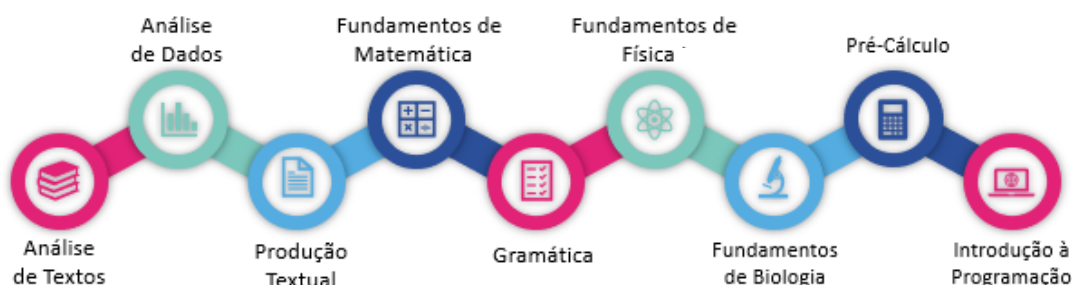 Análise
de Dados
Fundamentos de
Matemática
Fundamentos de
Física
Pré-Cálculo
Análise
de Textos
Produção
Textual
Gramática
Fundamentos
de Biologia
Introdução à
Programação